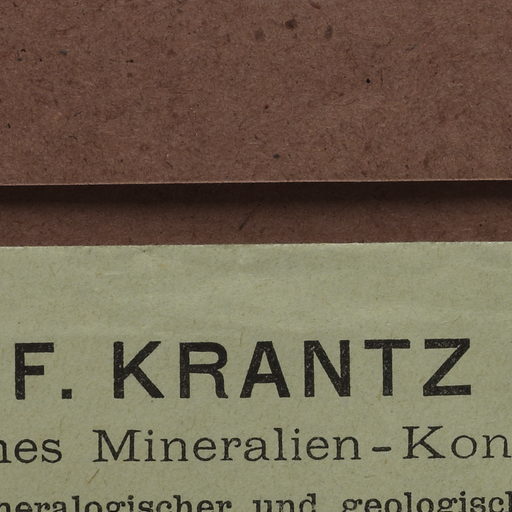 F. KRANTZ
nes Mineralien-Kon
neralogischer und geologisch